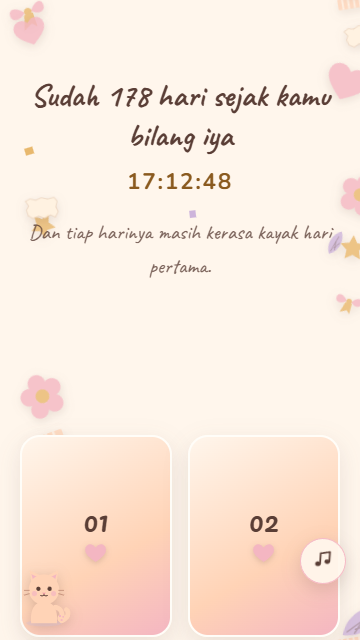 Sudah 178 hari sejak kamu
bilang iya
17:12:48
Dan tiap harinya masih kerasa kayak hari
pertama.
01
02